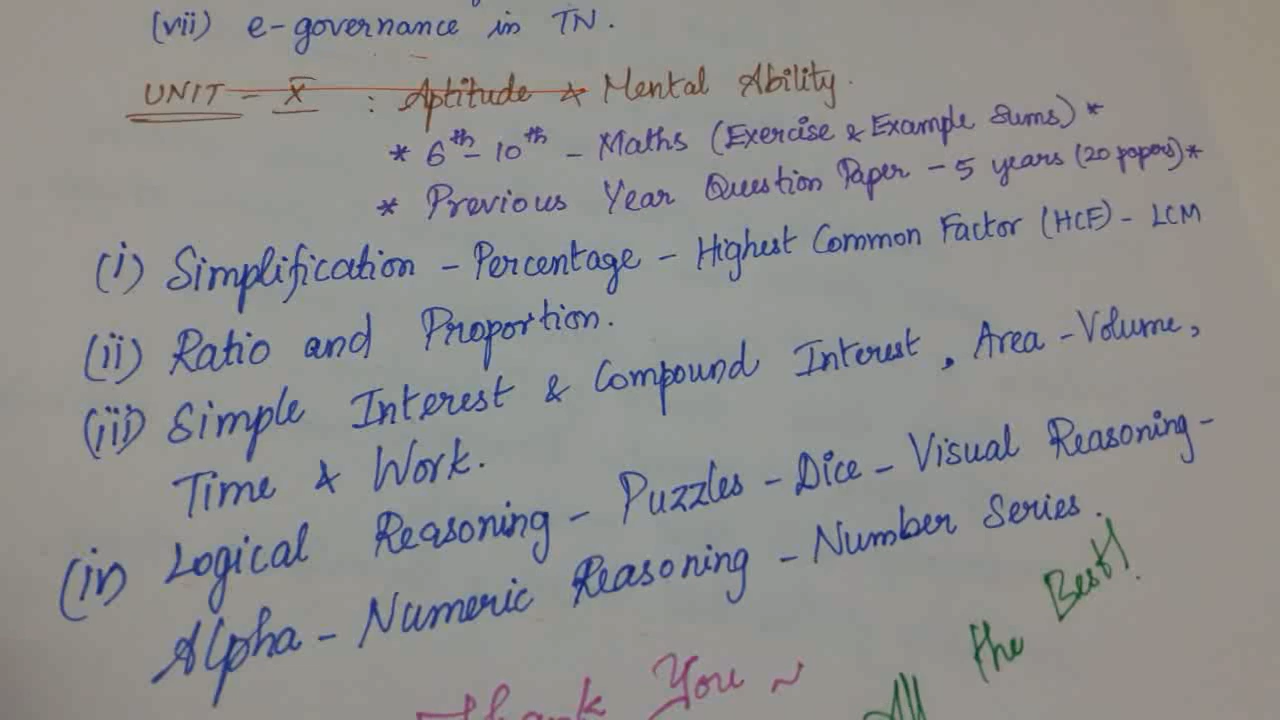 (vii) e-governance in TN.
UNIT - X : Aptitude & Mental Ability.
* 6th - 10th - Maths (Exercise & Example Sums) *
* Previous Year Question Paper - 5 years (20 papers) *
(i) Simplification - Percentage - Highest Common Factor (HCF) - LCM
(ii) Ratio and Proportion.
(iii) Simple Interest & Compound Interest, Area - Volume,
Time & Work.
(iv) Logical Reasoning - Puzzles - Dice - Visual Reasoning -
Alpha - Numeric Reasoning - Number Series.
Thank You ~
All the Best!